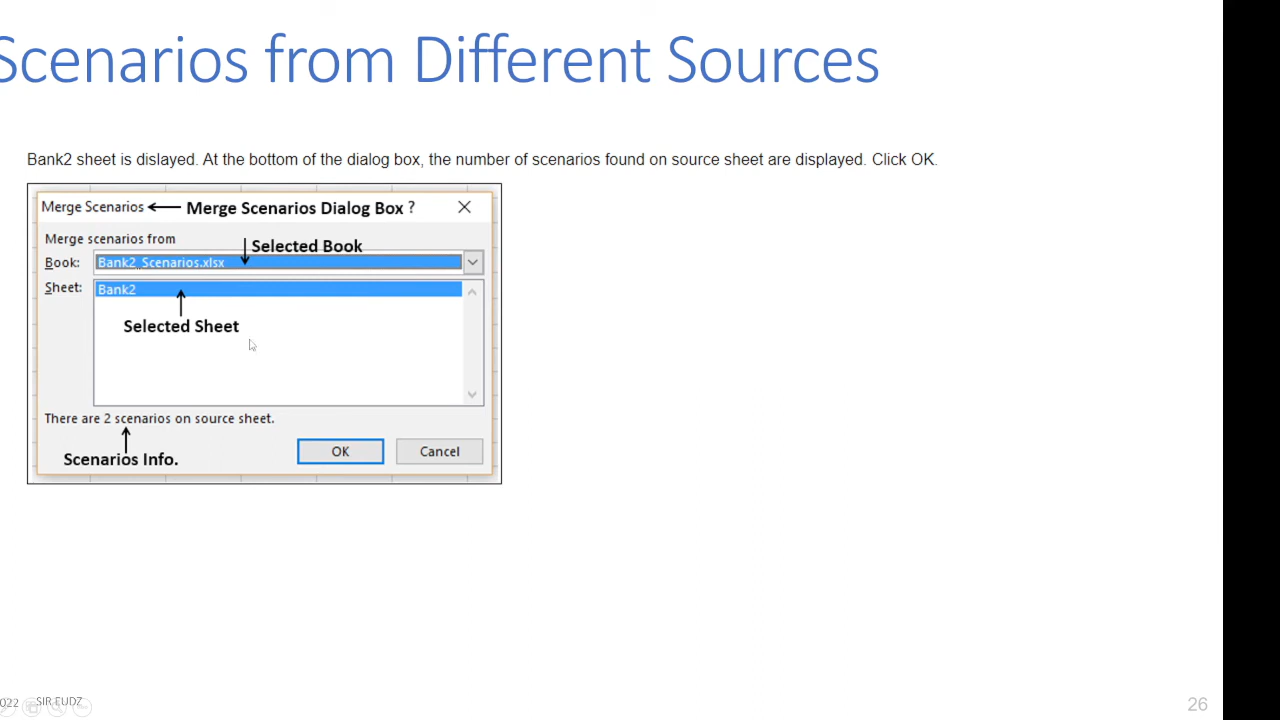 Scenarios from Different Sources
Bank2 sheet is dislayed. At the bottom of the dialog box, the number of scenarios found on source sheet are displayed. Click OK.
Merge Scenarios Merge Scenarios Dialog Box ?
Merge scenarios from
Selected Book
Book: Bank2_Scenarios.xlsx
Sheet: Bank2
Selected Sheet
There are 2 scenarios on source sheet.
Scenarios Info.
OK Cancel
022 SIR EUDZ 26